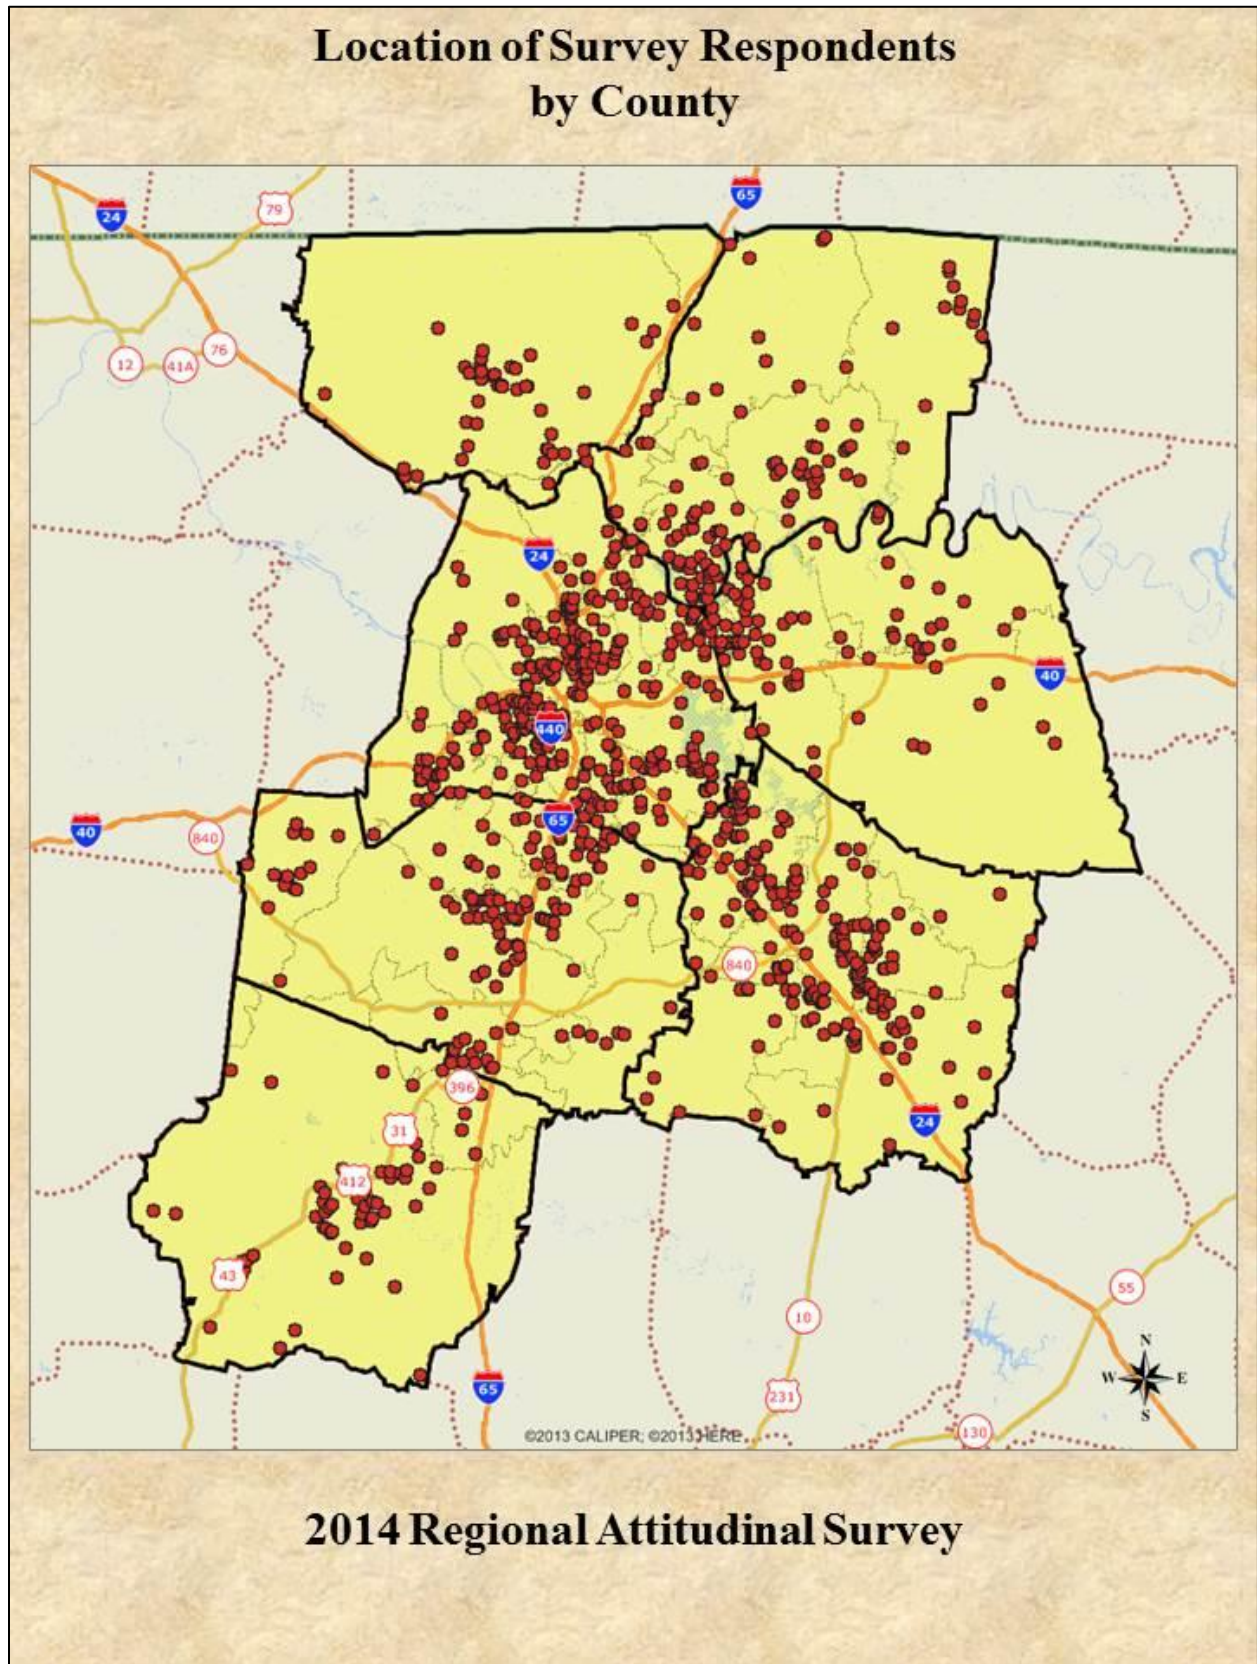 Location of Survey Respondents
by County
65
24
79
12
41A
76
24
40
440
40
840
65
840
396
31
24
412
43
55
10
N
W
E
S
65
231
130
©2013 CALIPER; ©2013 HERE
2014 Regional Attitudinal Survey